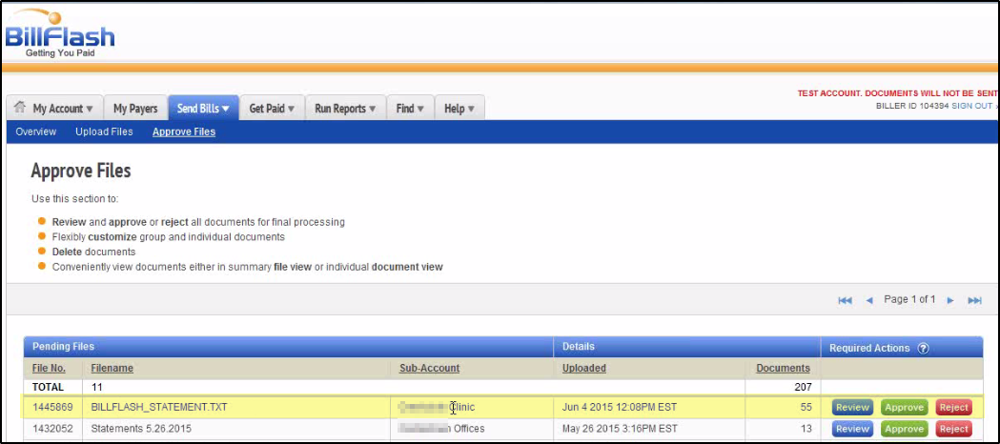 BillFlash
Getting You Paid
TEST ACCOUNT. DOCUMENTS WILL NOT BE SENT
BILLER ID 104394 SIGN OUT
My Account My Payers Send Bills Get Paid Run Reports Find Help
Overview Upload Files Approve Files
Approve Files
Use this section to:
Review and approve or reject all documents for final processing
Flexibly customize group and individual documents
Delete documents
Conveniently view documents either in summary file view or individual document view
Page 1 of 1
Pending Files Details Required Actions ?
File No. Filename Sub-Account Uploaded Documents
TOTAL 11 207
1445869 BILLFLASH_STATEMENT.TXT Clinic Jun 4 2015 12:08PM EST 55 Review Approve Reject
1432052 Statements 5.26.2015 Offices May 26 2015 3:16PM EST 13 Review Approve Reject